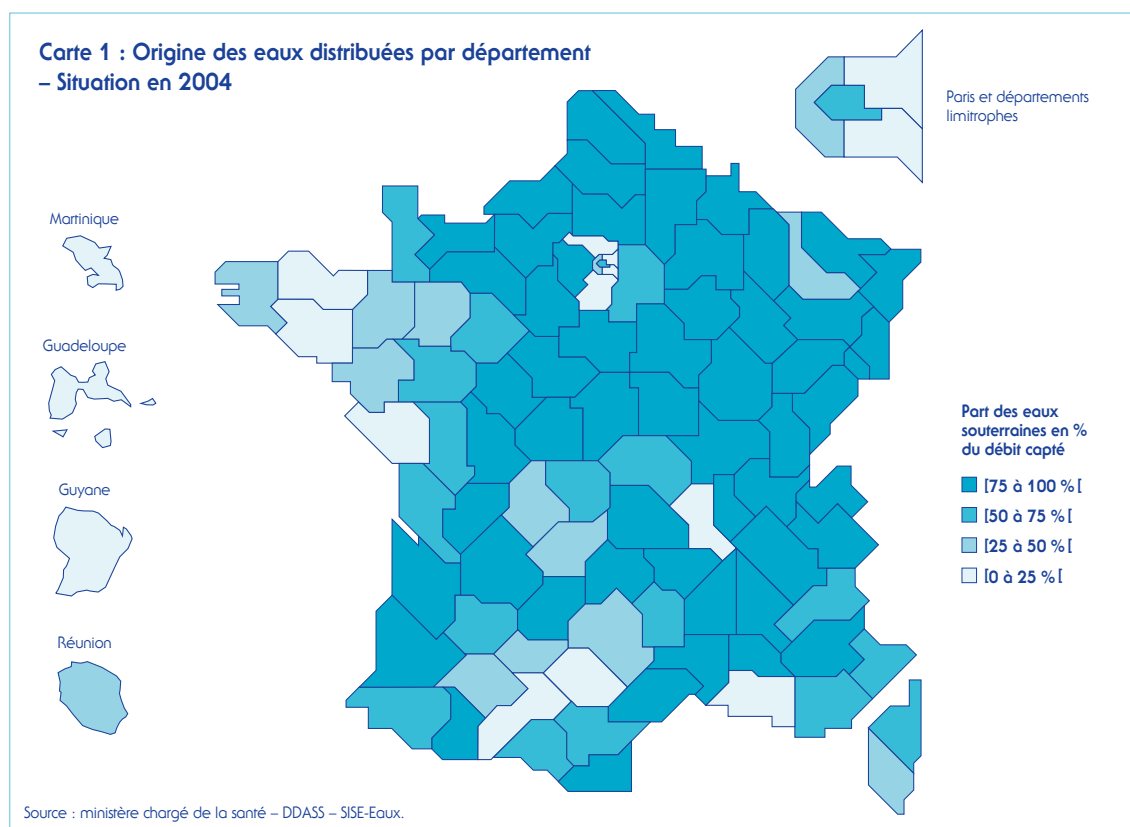 Carte 1 : Origine des eaux distribuées par département
– Situation en 2004
Paris et départements
limitrophes
Martinique
Guadeloupe
Guyane
Réunion
Part des eaux
souterraines en %
du débit capté
[75 à 100 % [
[50 à 75 % [
[25 à 50 % [
[0 à 25 % [
Source : ministère chargé de la santé – DDASS – SISE-Eaux.